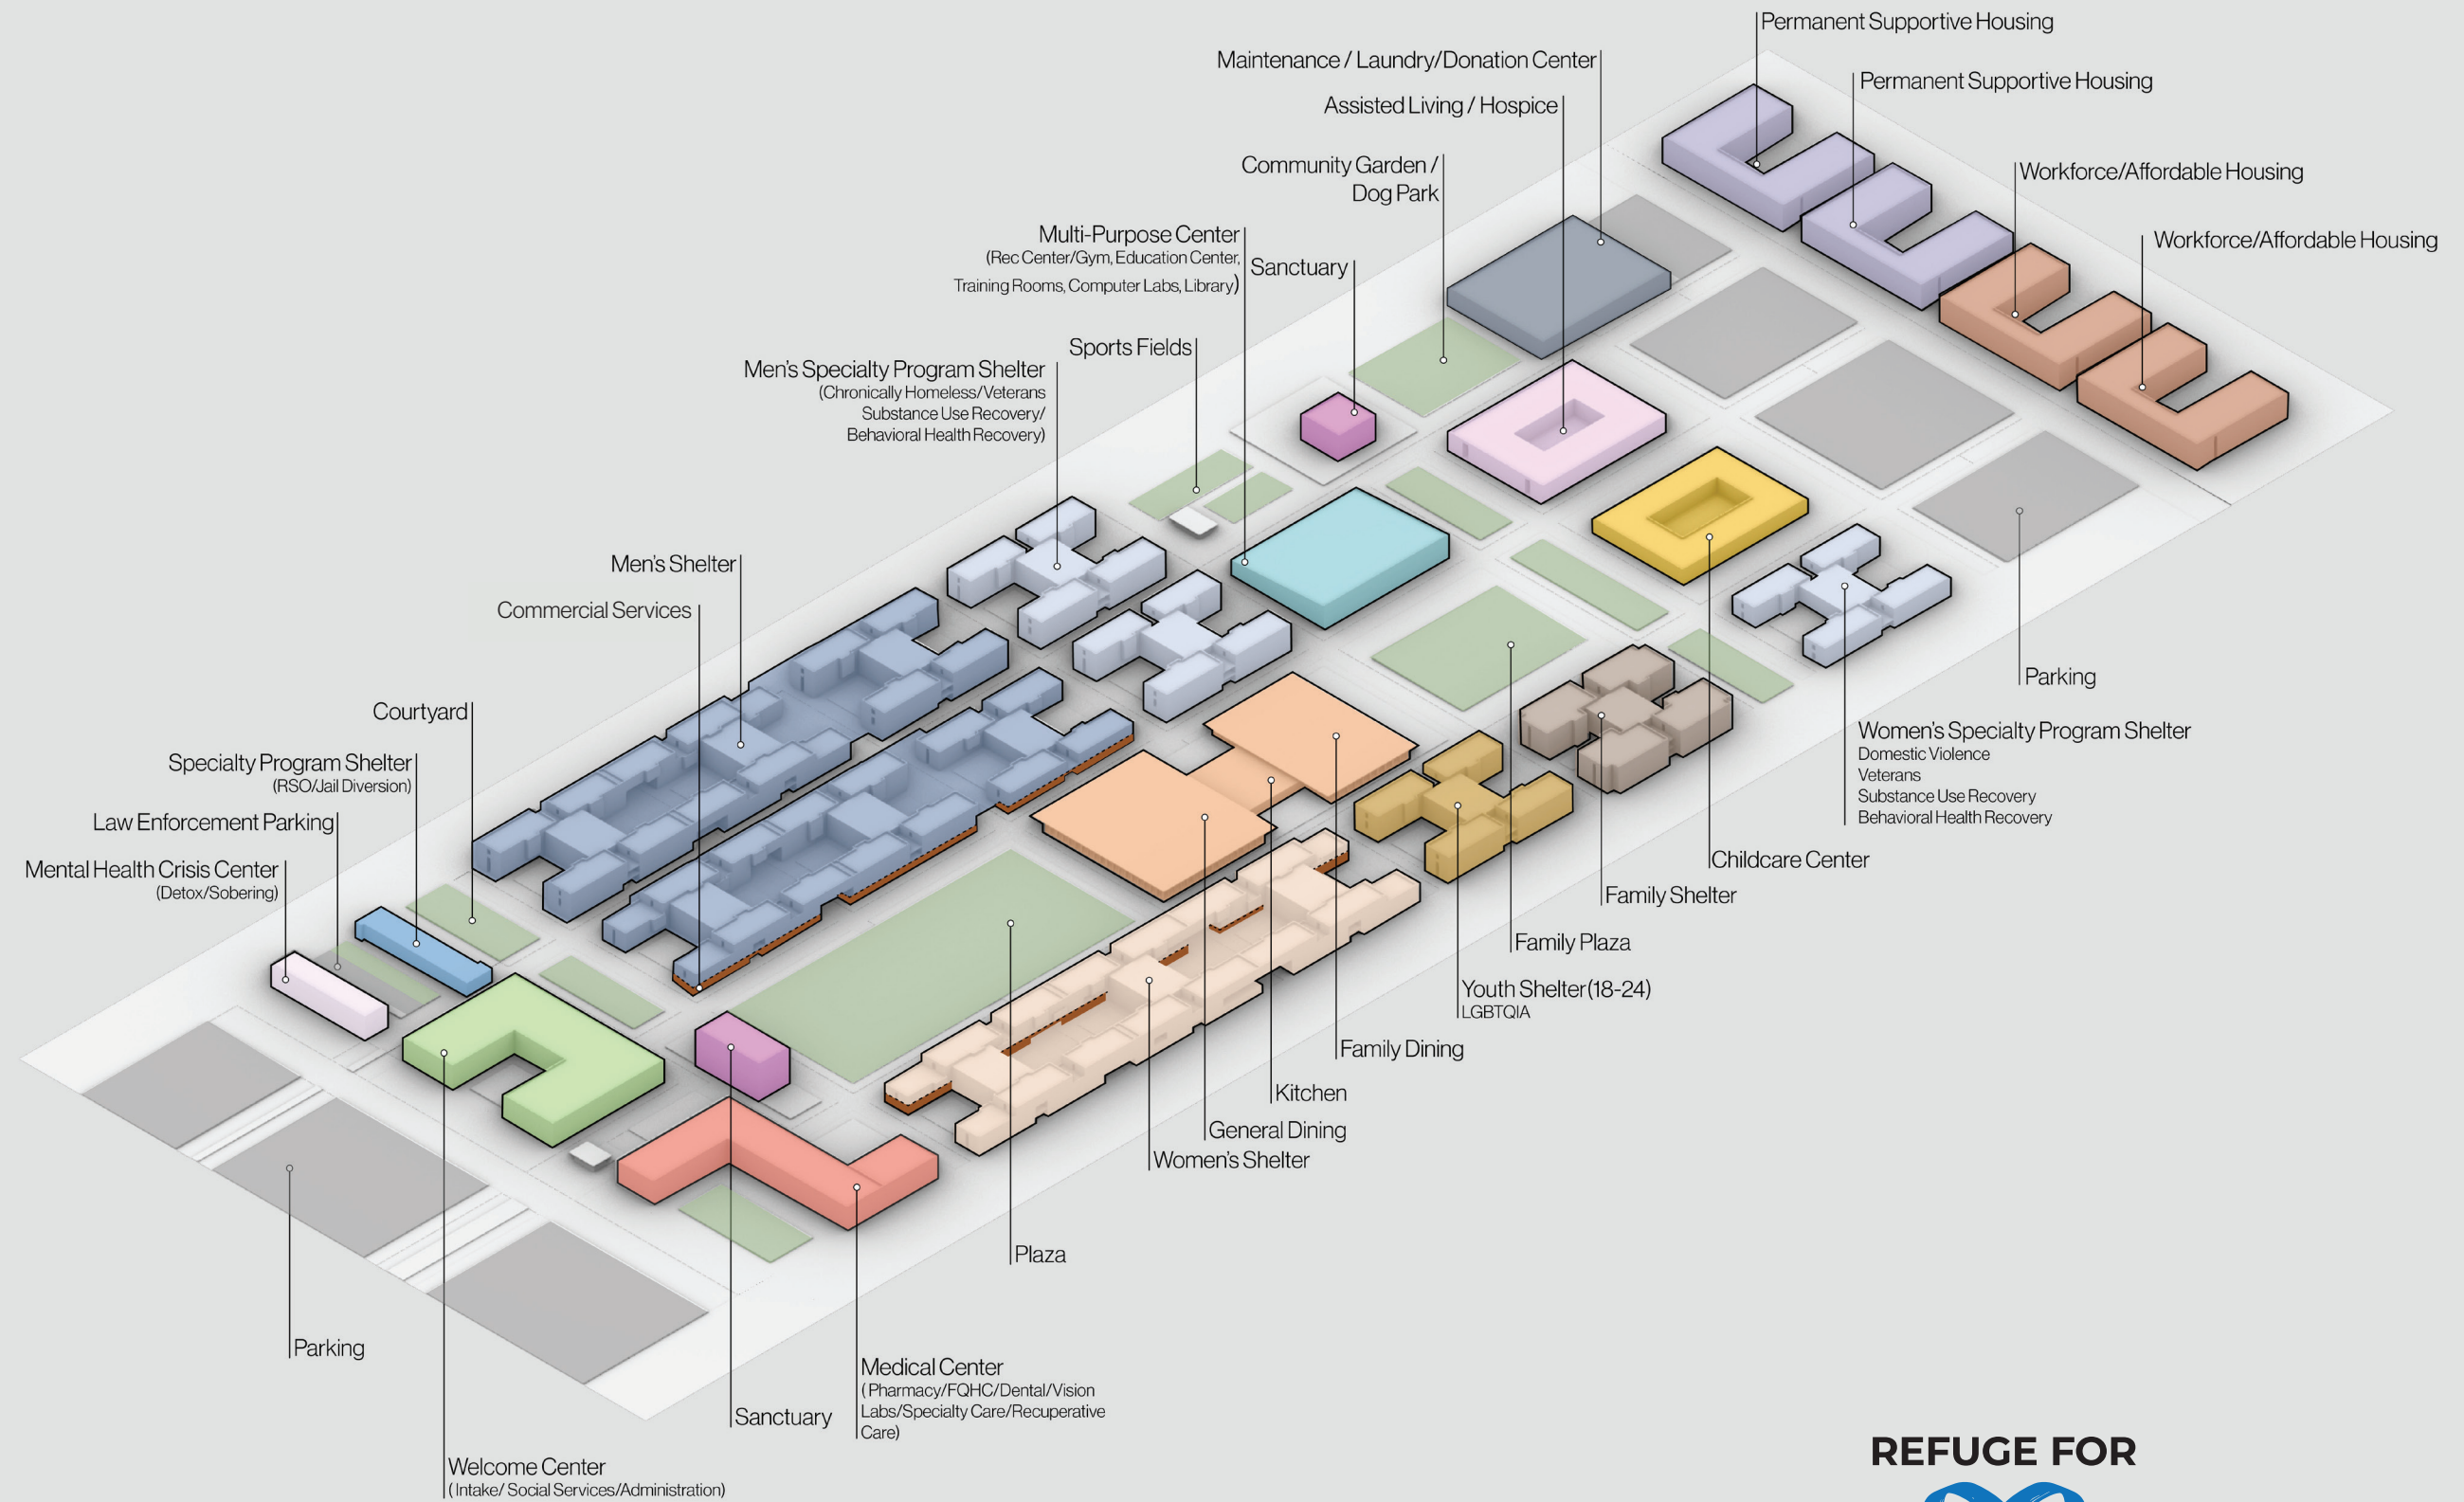 Permanent Supportive Housing
Maintenance / Laundry/Donation Center
Permanent Supportive Housing
Assisted Living / Hospice
Community Garden /
Dog Park
Workforce/Affordable Housing
Multi-Purpose Center
(Rec Center/Gym, Education Center,
Training Rooms, Computer Labs, Library)
Sanctuary
Workforce/Affordable Housing
Sports Fields
Men's Specialty Program Shelter
(Chronically Homeless/Veterans
Substance Use Recovery/
Behavioral Health Recovery)
Men's Shelter
Commercial Services
Courtyard
Specialty Program Shelter
(RSO/Jail Diversion)
Law Enforcement Parking
Mental Health Crisis Center
(Detox/Sobering)
Parking
Women's Specialty Program Shelter
Domestic Violence
Veterans
Substance Use Recovery
Behavioral Health Recovery
Childcare Center
Family Shelter
Family Plaza
Youth Shelter(18-24)
LGBTQIA
Family Dining
Kitchen
General Dining
Women's Shelter
Plaza
Parking
Medical Center
( Pharmacy/FQHC/Dental/Vision
Labs/Specialty Care/Recuperative
Care)
Sanctuary
Welcome Center
( Intake/ Social Services/Administration)
REFUGE FOR